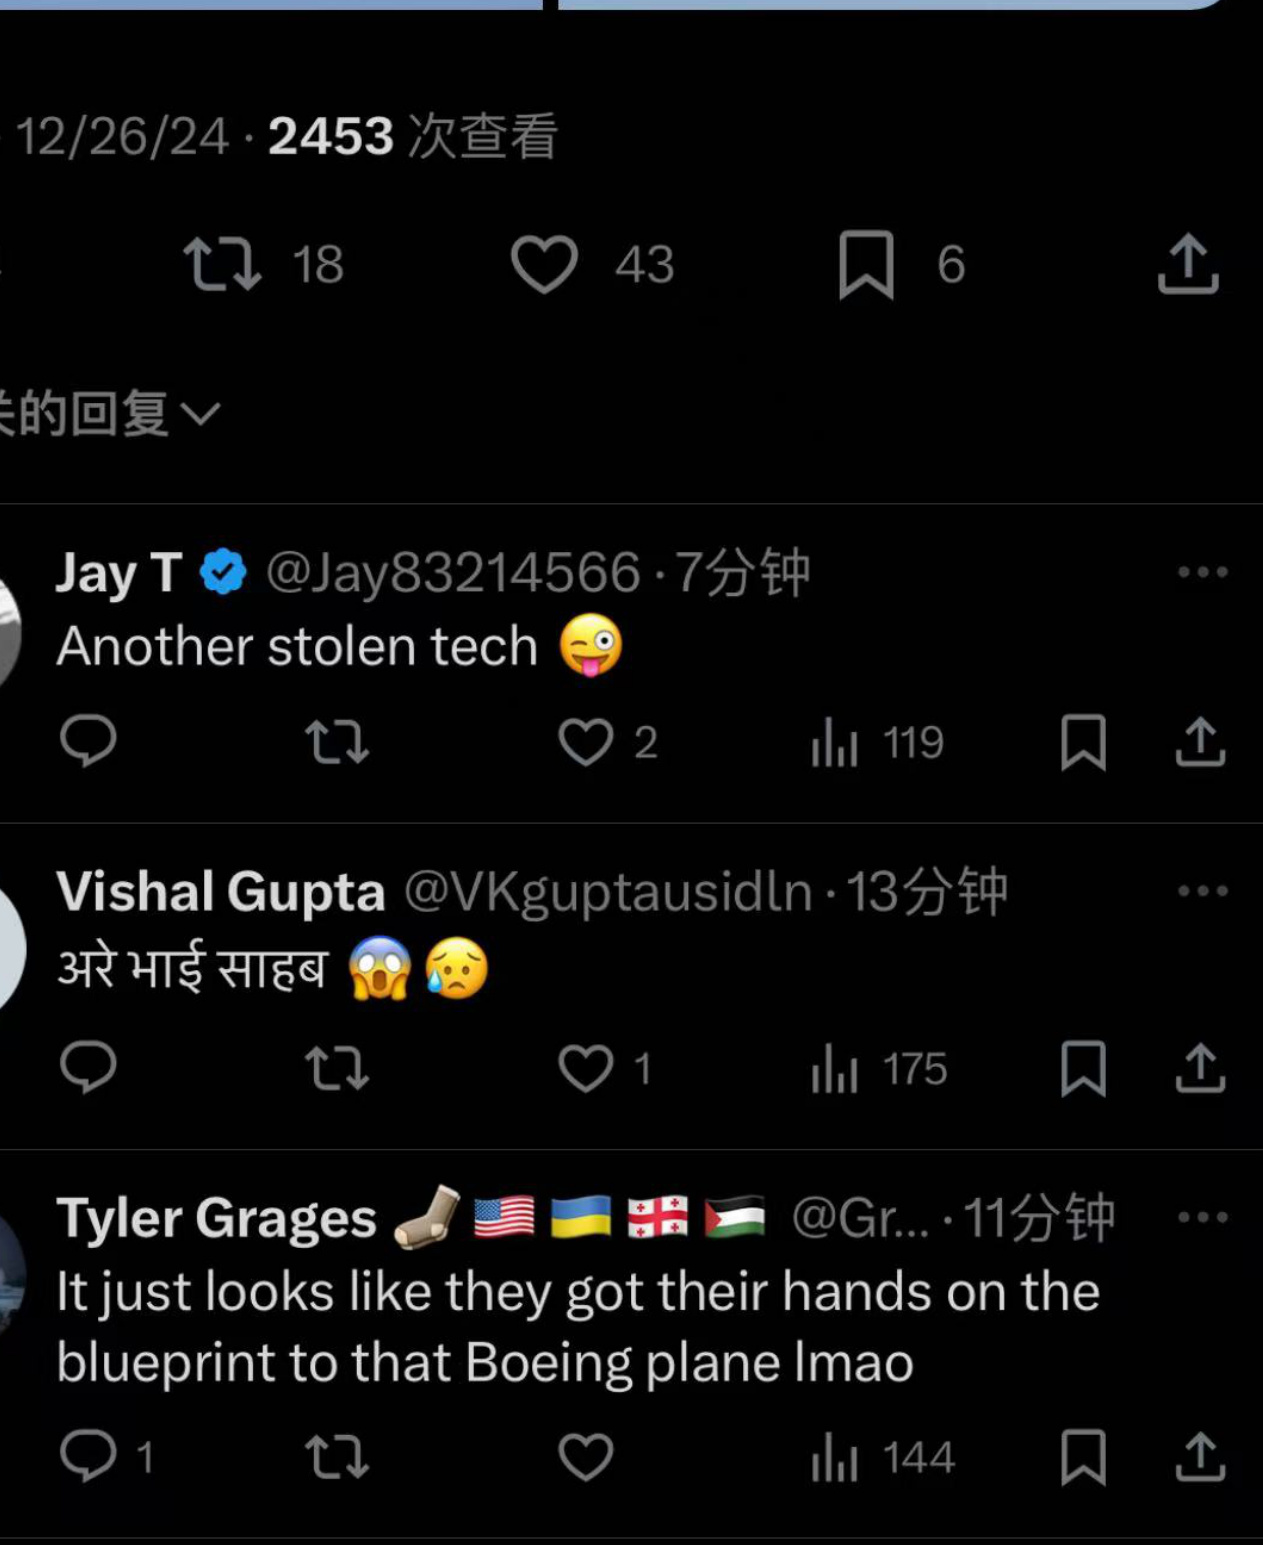 12/26/24 · 2453 次查看
18 43 6
的回复
Jay T @Jay83214566 · 7分钟
Another stolen tech 😜
2 119
Vishal Gupta @VKguptausidln · 13分钟
अरे भाई साहब 😱😥
1 175
Tyler Grages 🧦🇺🇸🇺🇦🇬🇪🇵🇸 @Gr... · 11分钟
It just looks like they got their hands on the
blueprint to that Boeing plane lmao
1 144